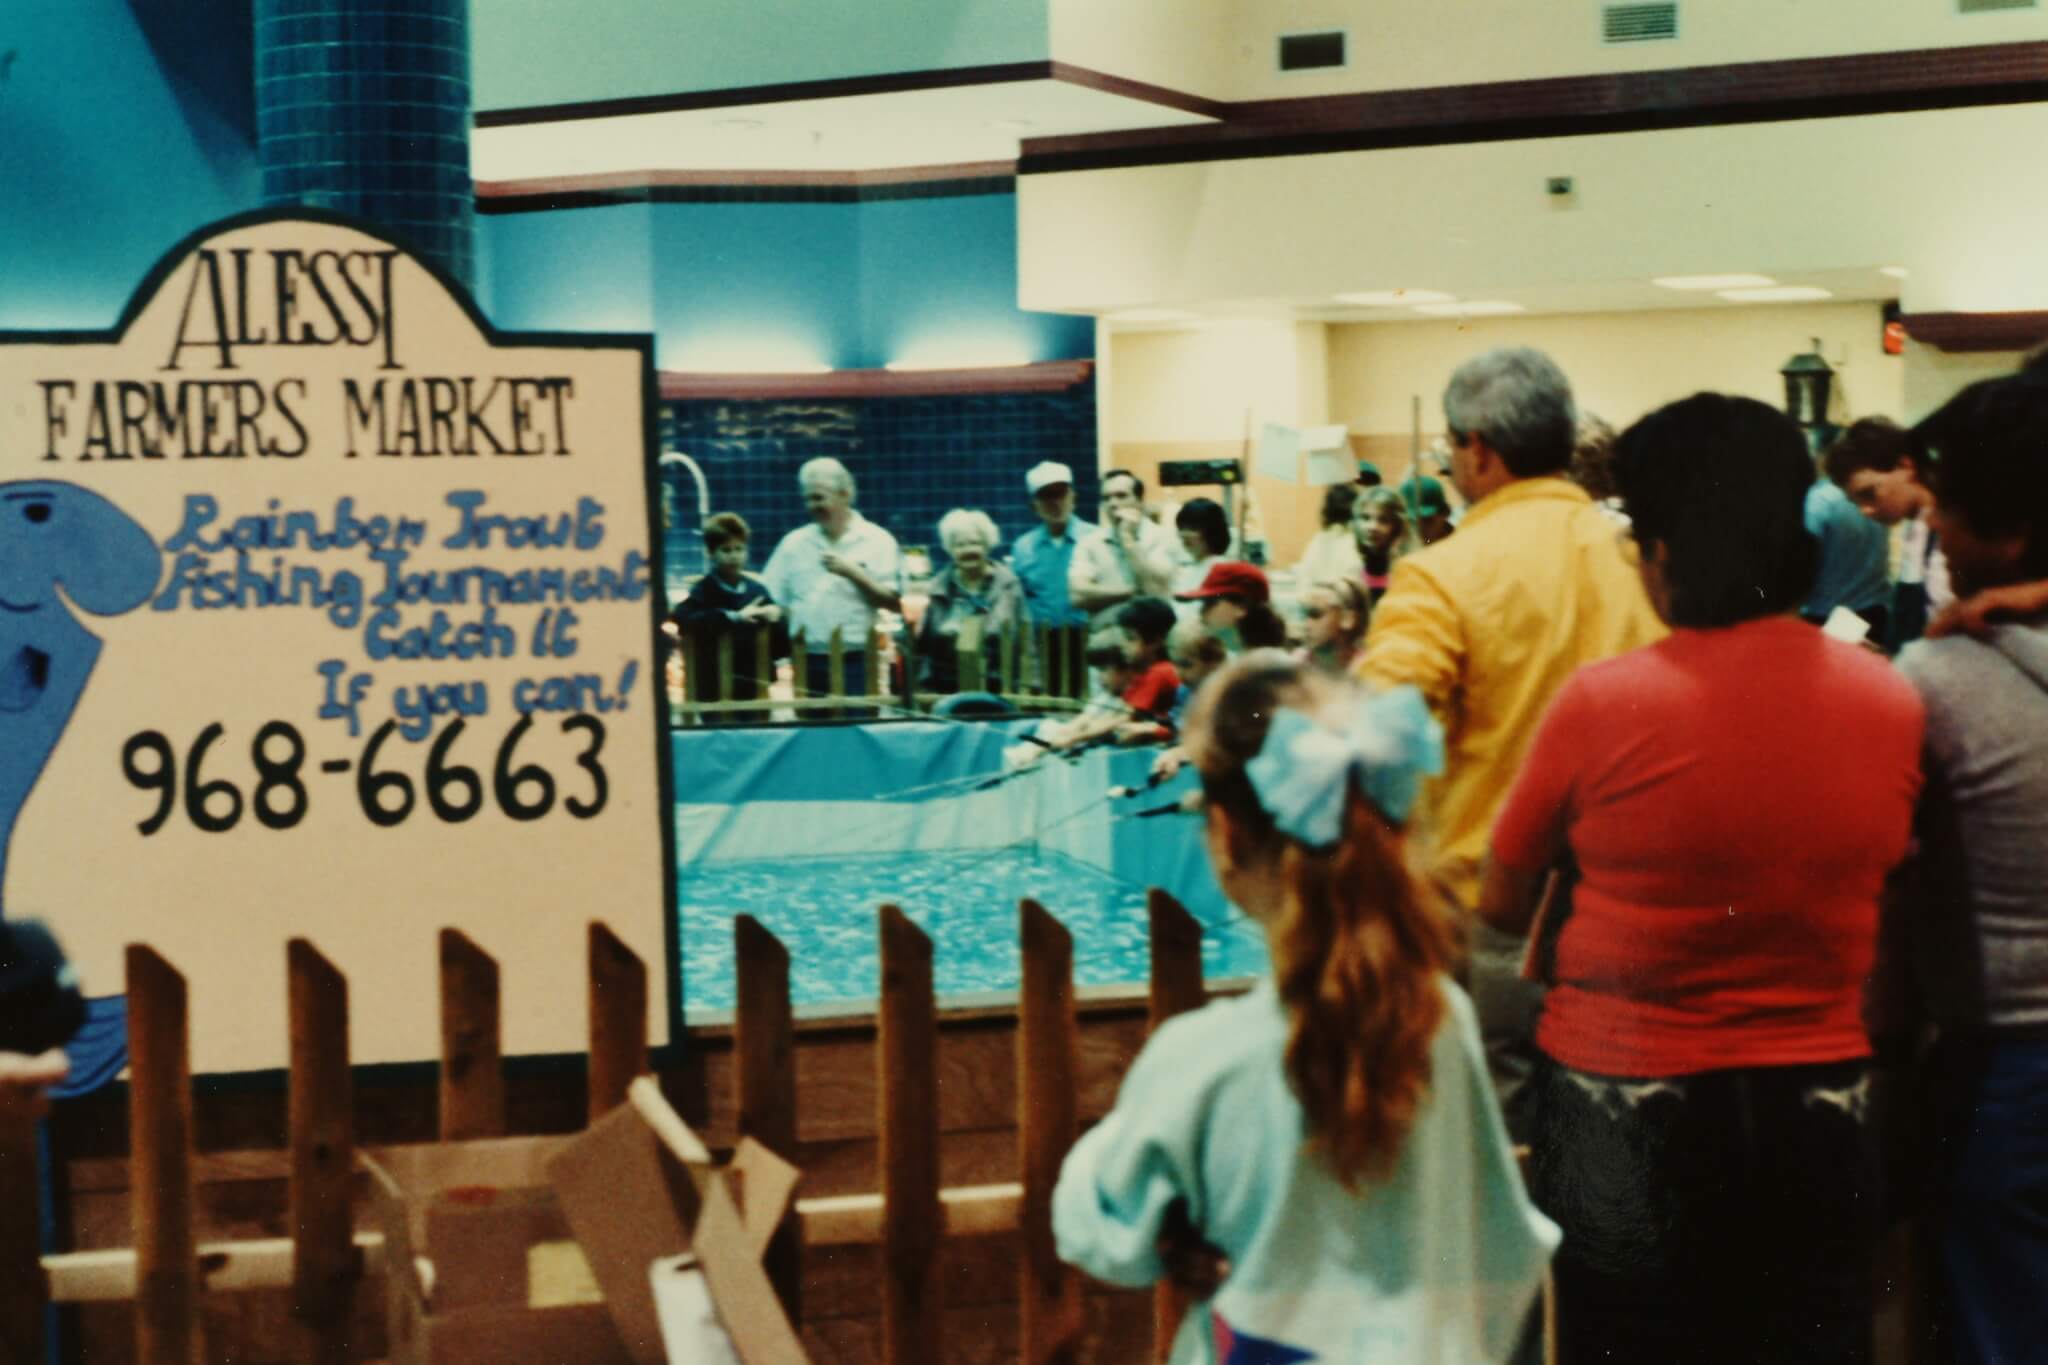 ALESSI
FARMERS MARKET
Rainbow Trout
Fishing Tournament
Catch It
If you can!
968-6663